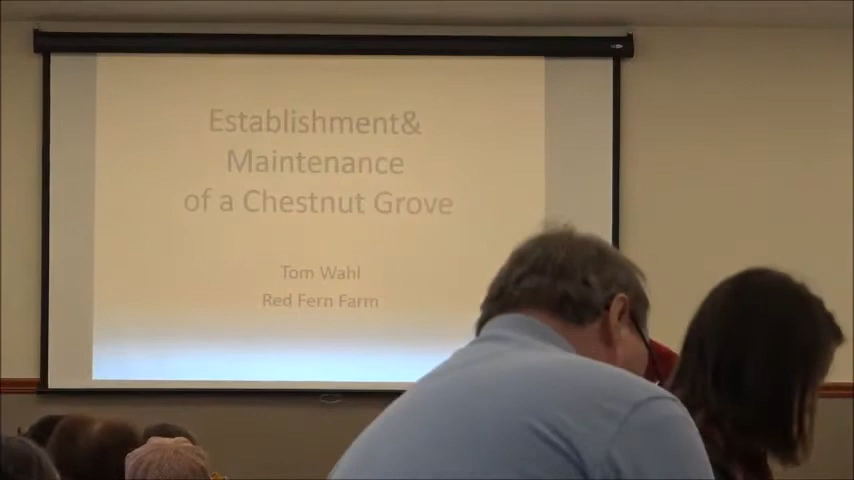 Establishment&
Maintenance
of a Chestnut Grove
Tom Wahl
Red Fern Farm